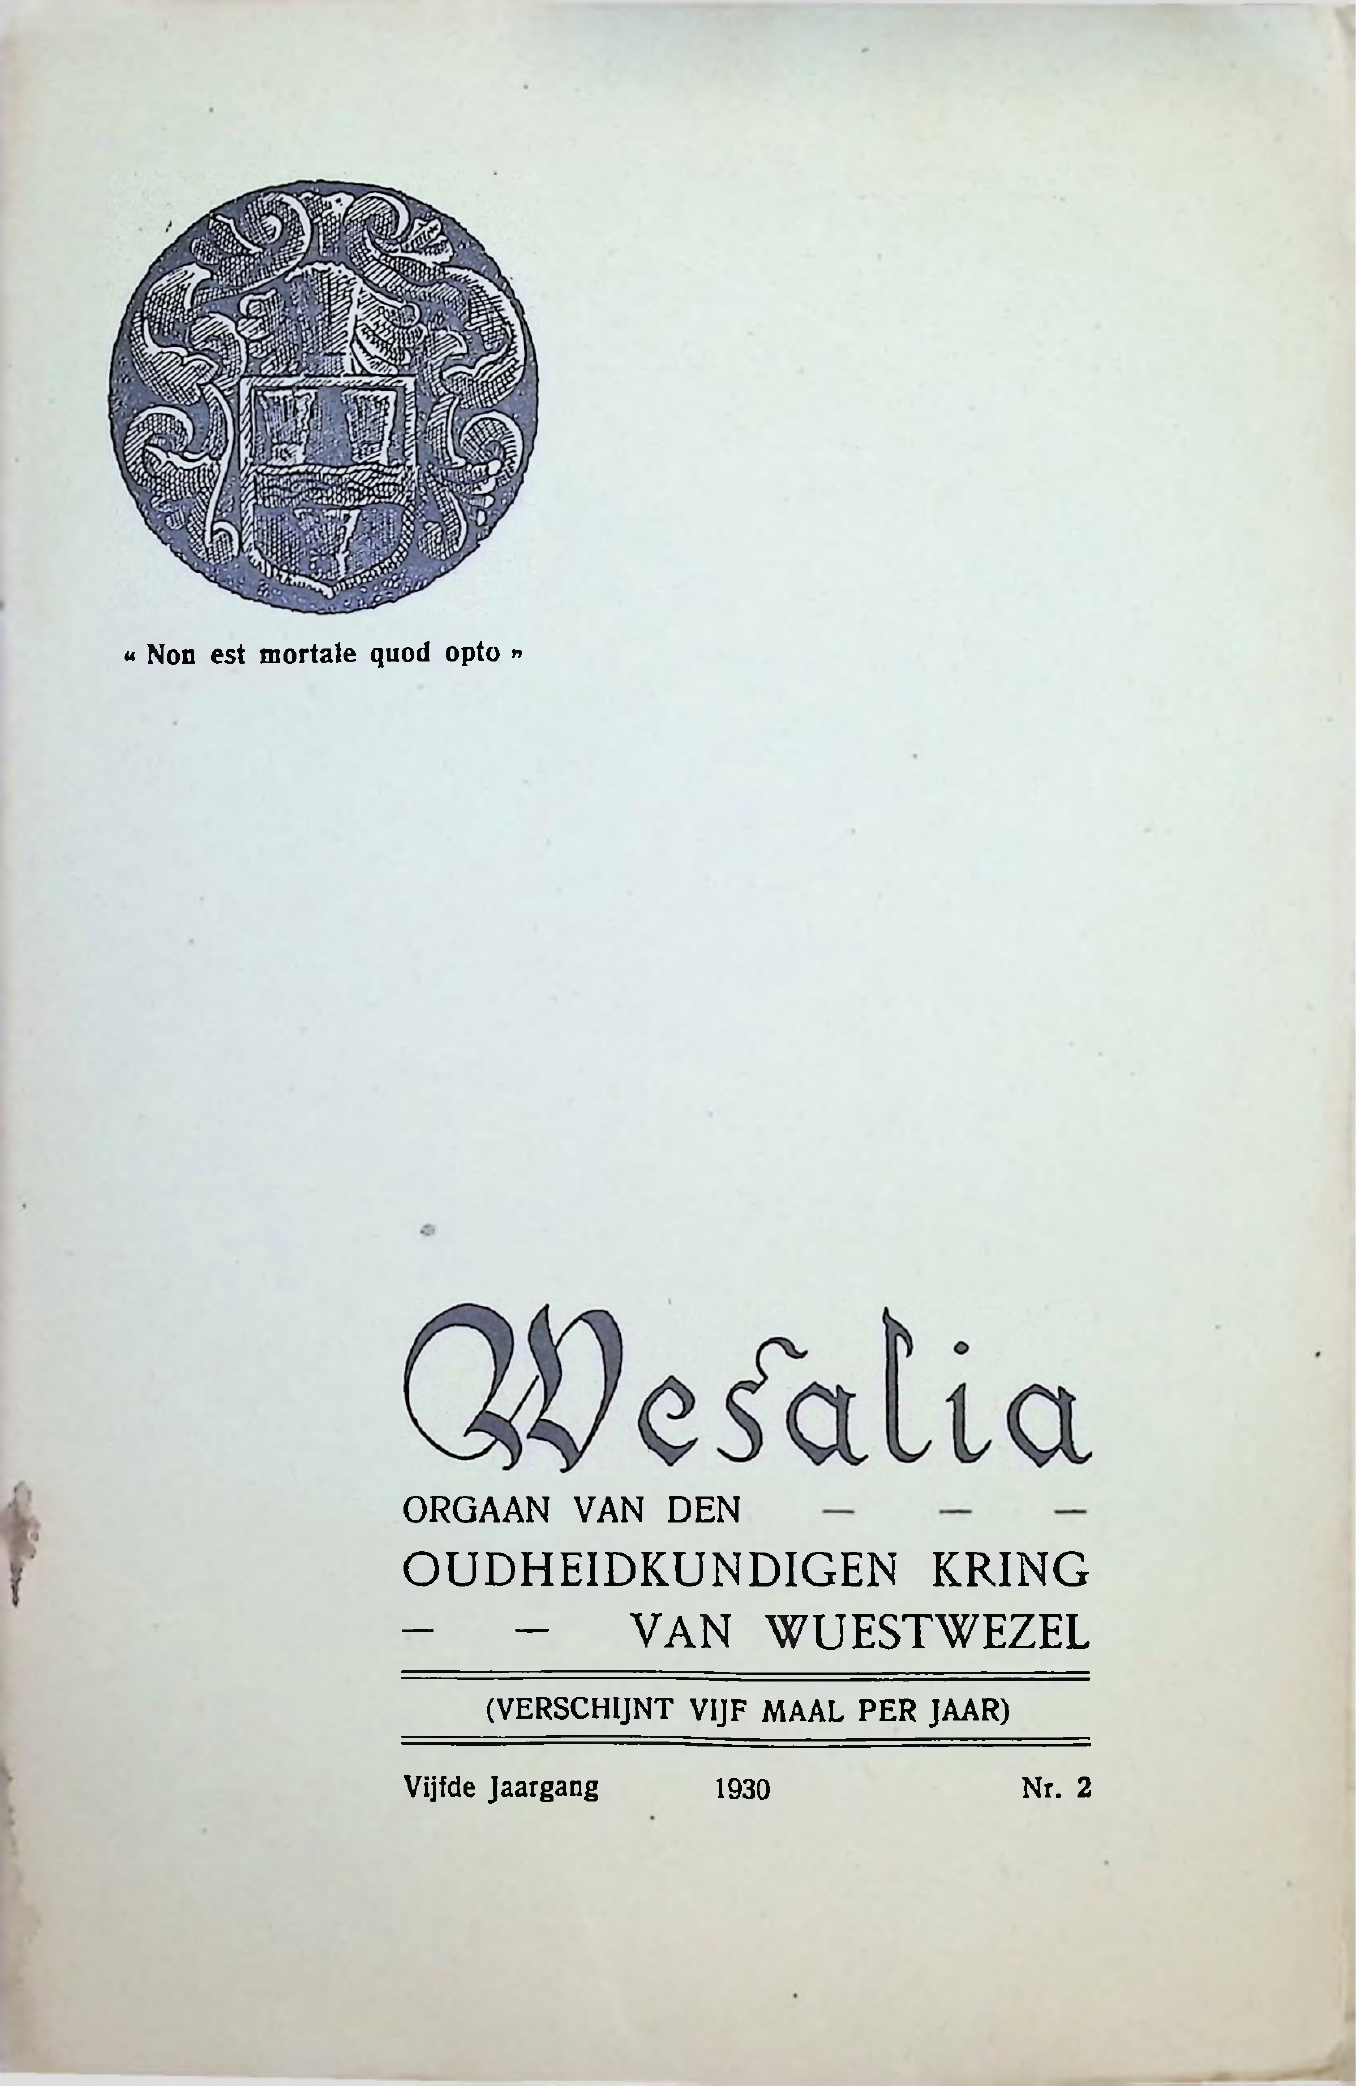 “ Non est mortale quod opto ”
Wesalia
ORGAAN VAN DEN — — —
OUDHEIDKUNDIGEN KRING
— — VAN WUESTWEZEL
(VERSCHIJNT VIJF MAAL PER JAAR)
Vijfde Jaargang 1930 Nr. 2